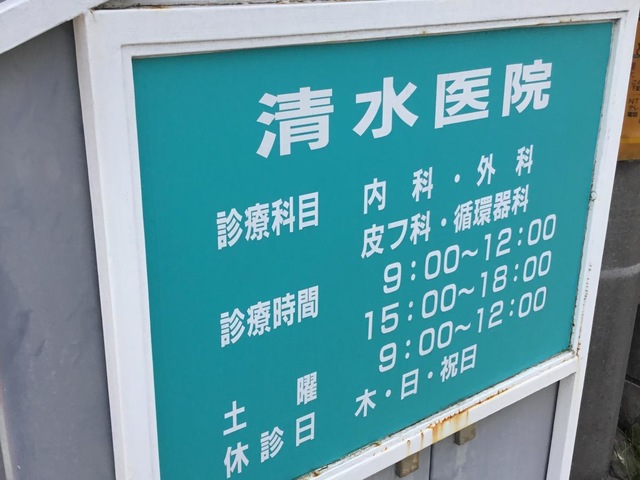 清水医院
診療科目 内科・外科
皮フ科・循環器科
診療時間 9:00〜12:00
15:00〜18:00
土曜 9:00〜12:00
休診日 木・日・祝日